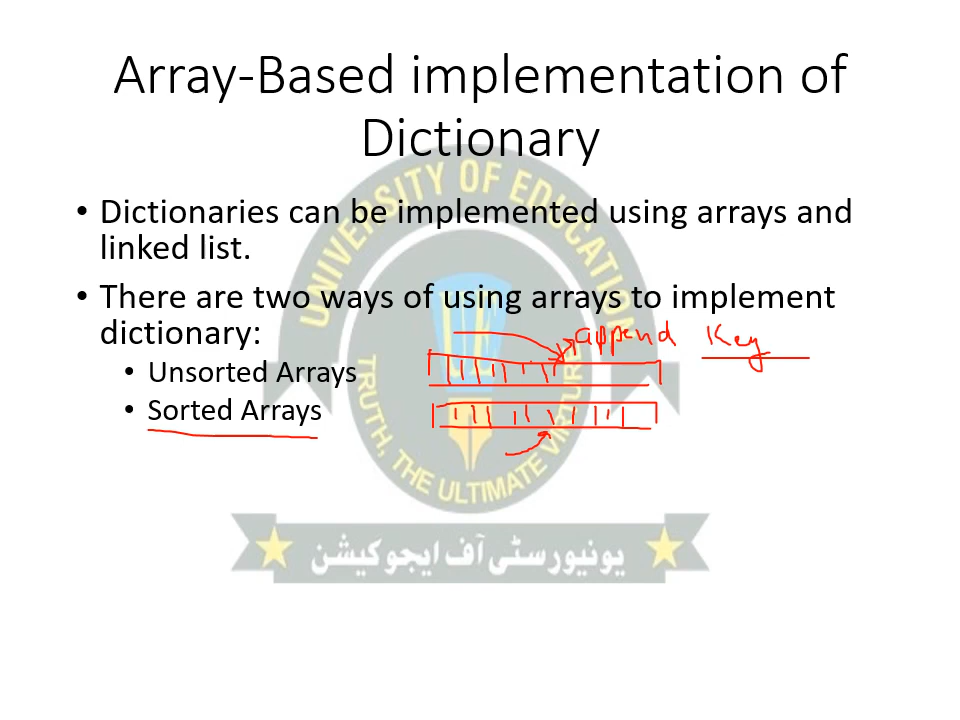 Array-Based implementation of
Dictionary
• Dictionaries can be implemented using arrays and
linked list.
• There are two ways of using arrays to implement
dictionary:
• Unsorted Arrays
append Key
• Sorted Arrays
UNIVERSITY OF EDUCATION
UE
TRUTH, THE ULTIMATE VIRTUE
یونیورسٹی آف ایجوکیشن